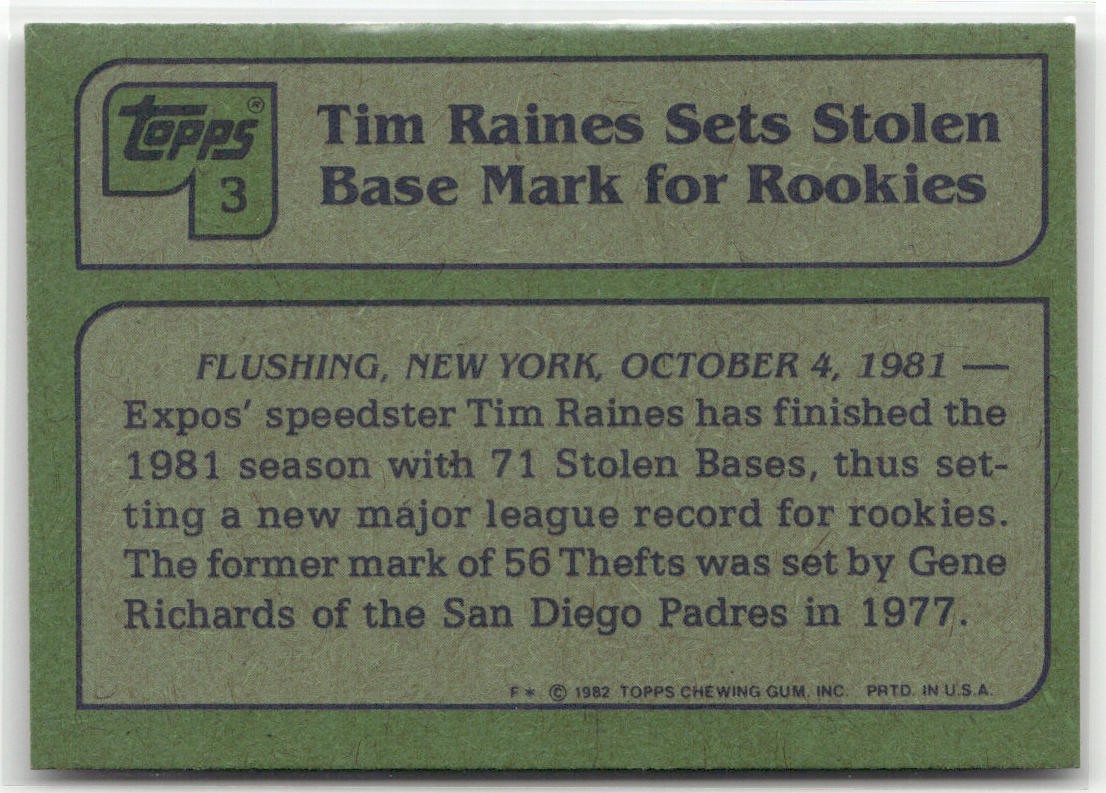 Topps®
3
Tim Raines Sets Stolen
Base Mark for Rookies
FLUSHING, NEW YORK, OCTOBER 4, 1981 —
Expos' speedster Tim Raines has finished the
1981 season with 71 Stolen Bases, thus set-
ting a new major league record for rookies.
The former mark of 56 Thefts was set by Gene
Richards of the San Diego Padres in 1977.
F * © 1982 TOPPS CHEWING GUM, INC. PRTD. IN U.S.A.